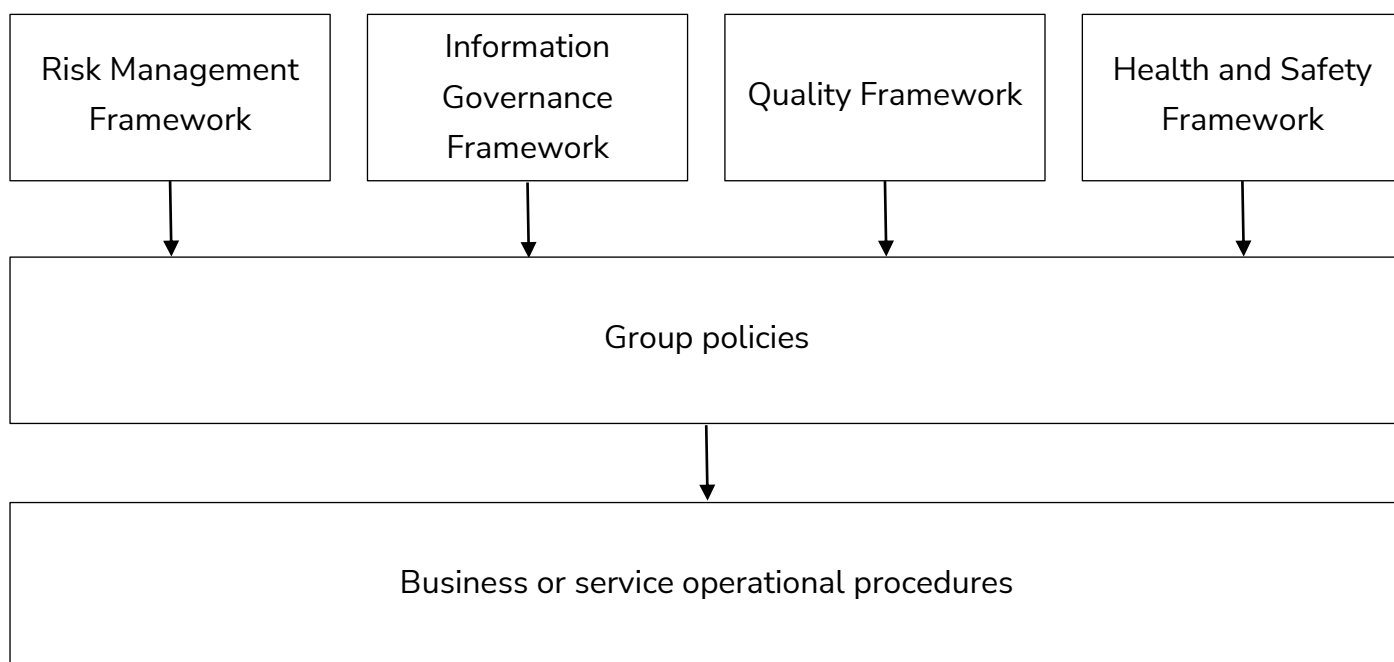 Risk Management
Framework
Information
Governance
Framework
Quality Framework
Health and Safety
Framework
Group policies
Business or service operational procedures